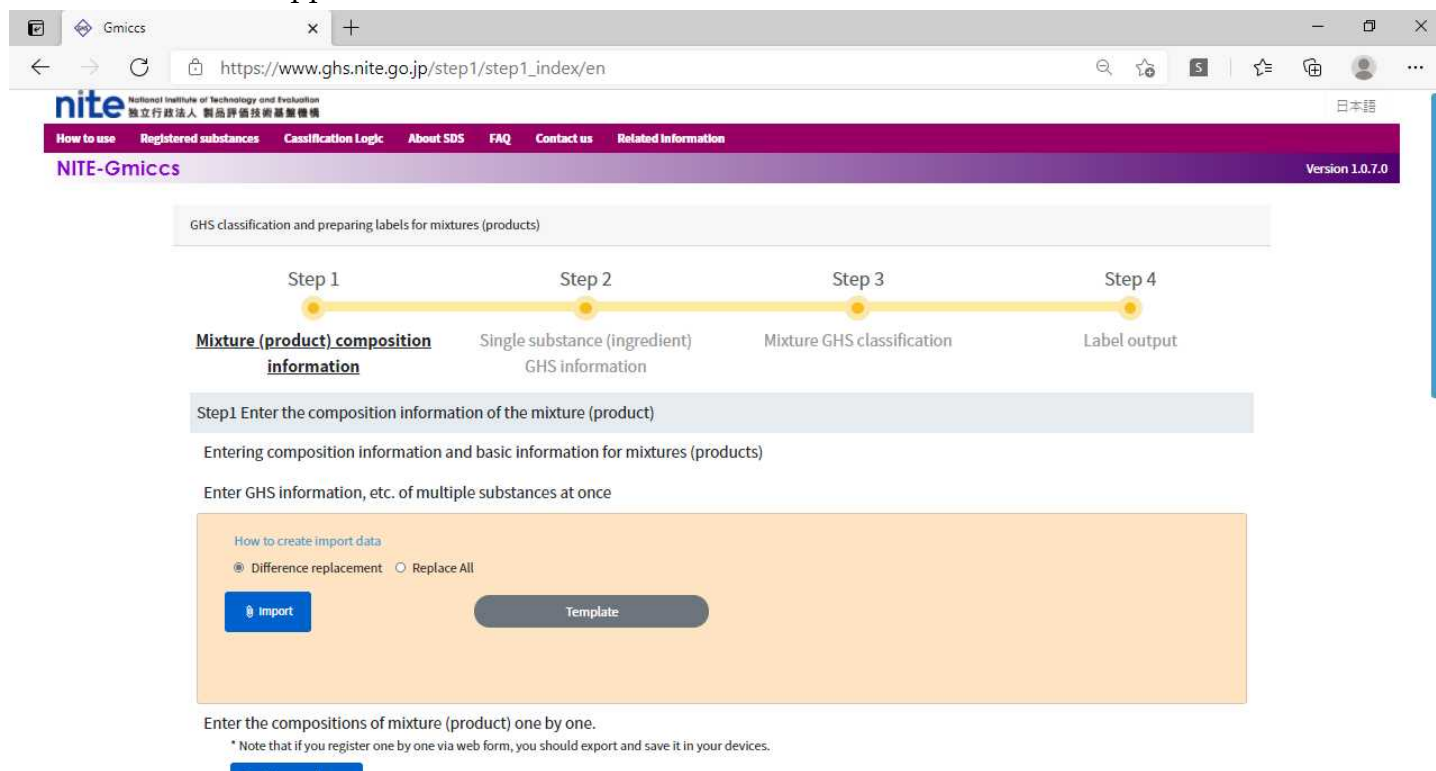 Gmiccs
https://www.ghs.nite.go.jp/step1/step1_index/en
S
nite National Institute of Technology and Evaluation
独立行政法人 製品評価技術基盤機構
日本語
How to use Registered substances Cassification Logic About SDS FAQ Contact us Related Information
NITE-Gmiccs
Version 1.0.7.0
GHS classification and preparing labels for mixtures (products)
Step 1 Step 2 Step 3 Step 4
Mixture (product) composition information
Single substance (ingredient) GHS information
Mixture GHS classification
Label output
Step1 Enter the composition information of the mixture (product)
Entering composition information and basic information for mixtures (products)
Enter GHS information, etc. of multiple substances at once
How to create import data
Difference replacement Replace All
Import Template
Enter the compositions of mixture (product) one by one.
* Note that if you register one by one via web form, you should export and save it in your devices.